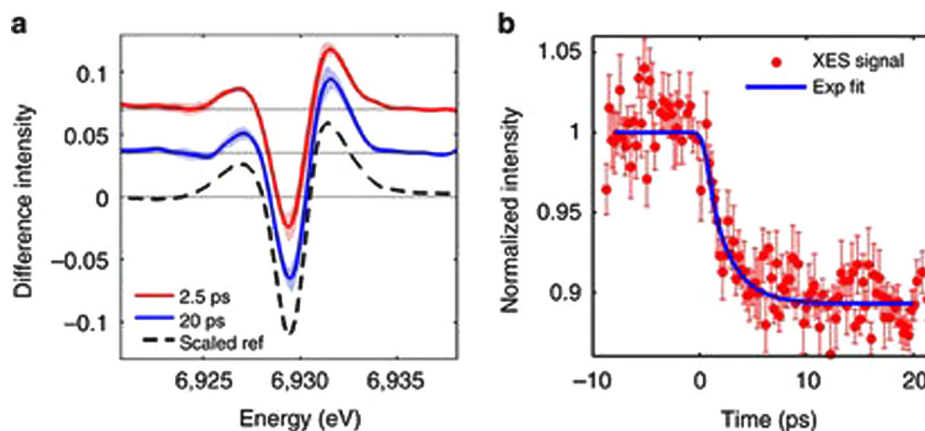 a
Difference intensity
0.1
0.05
0
−0.05
−0.1
2.5 ps
20 ps
Scaled ref
6,925
6,930
6,935
Energy (eV)
b
Normalized intensity
1.05
1
0.95
0.9
XES signal
Exp fit
−10
0
10
20
Time (ps)